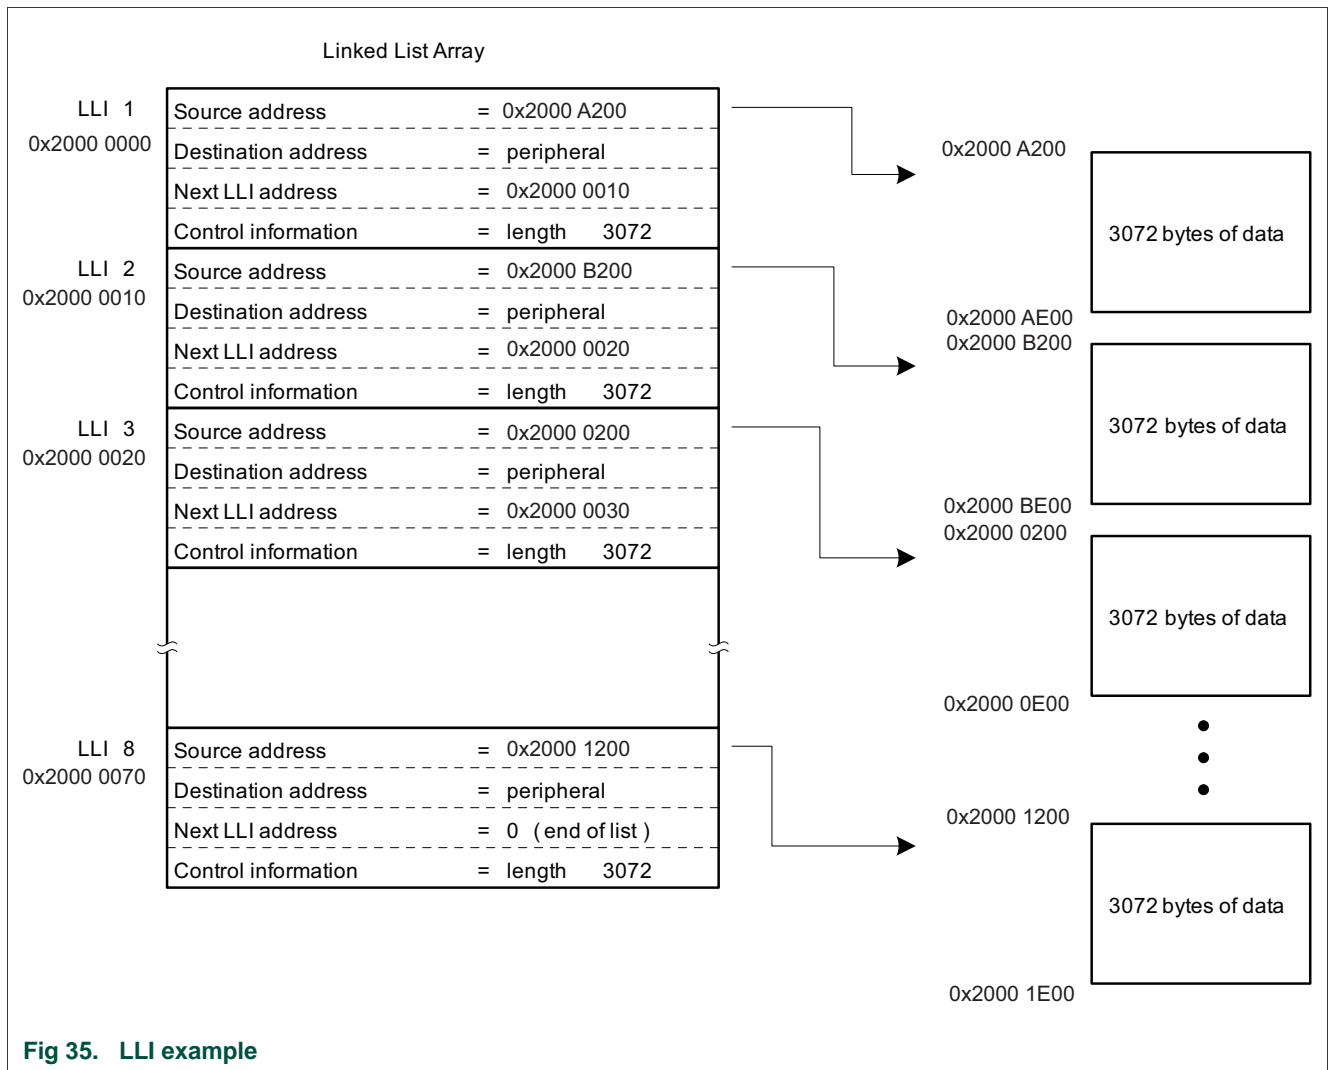 Linked List Array
LLI 1
0x2000 0000
Source address = 0x2000 A200
Destination address = peripheral
Next LLI address = 0x2000 0010
Control information = length 3072
LLI 2
0x2000 0010
Source address = 0x2000 B200
Destination address = peripheral
Next LLI address = 0x2000 0020
Control information = length 3072
LLI 3
0x2000 0020
Source address = 0x2000 0200
Destination address = peripheral
Next LLI address = 0x2000 0030
Control information = length 3072
LLI 8
0x2000 0070
Source address = 0x2000 1200
Destination address = peripheral
Next LLI address = 0 (end of list)
Control information = length 3072
0x2000 A200
3072 bytes of data
0x2000 AE00
0x2000 B200
3072 bytes of data
0x2000 BE00
0x2000 0200
3072 bytes of data
0x2000 0E00
0x2000 1200
3072 bytes of data
0x2000 1E00
Fig 35. LLI example